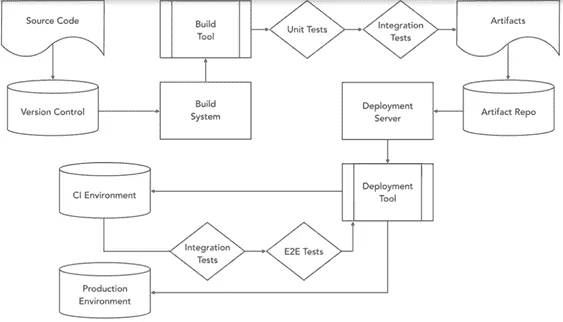 Source Code
Build
Tool
Unit Tests
Integration
Tests
Artifacts
Version Control
Build
System
Deployment
Server
Artifact Repo
CI Environment
Deployment
Tool
Integration
Tests
E2E Tests
Production
Environment